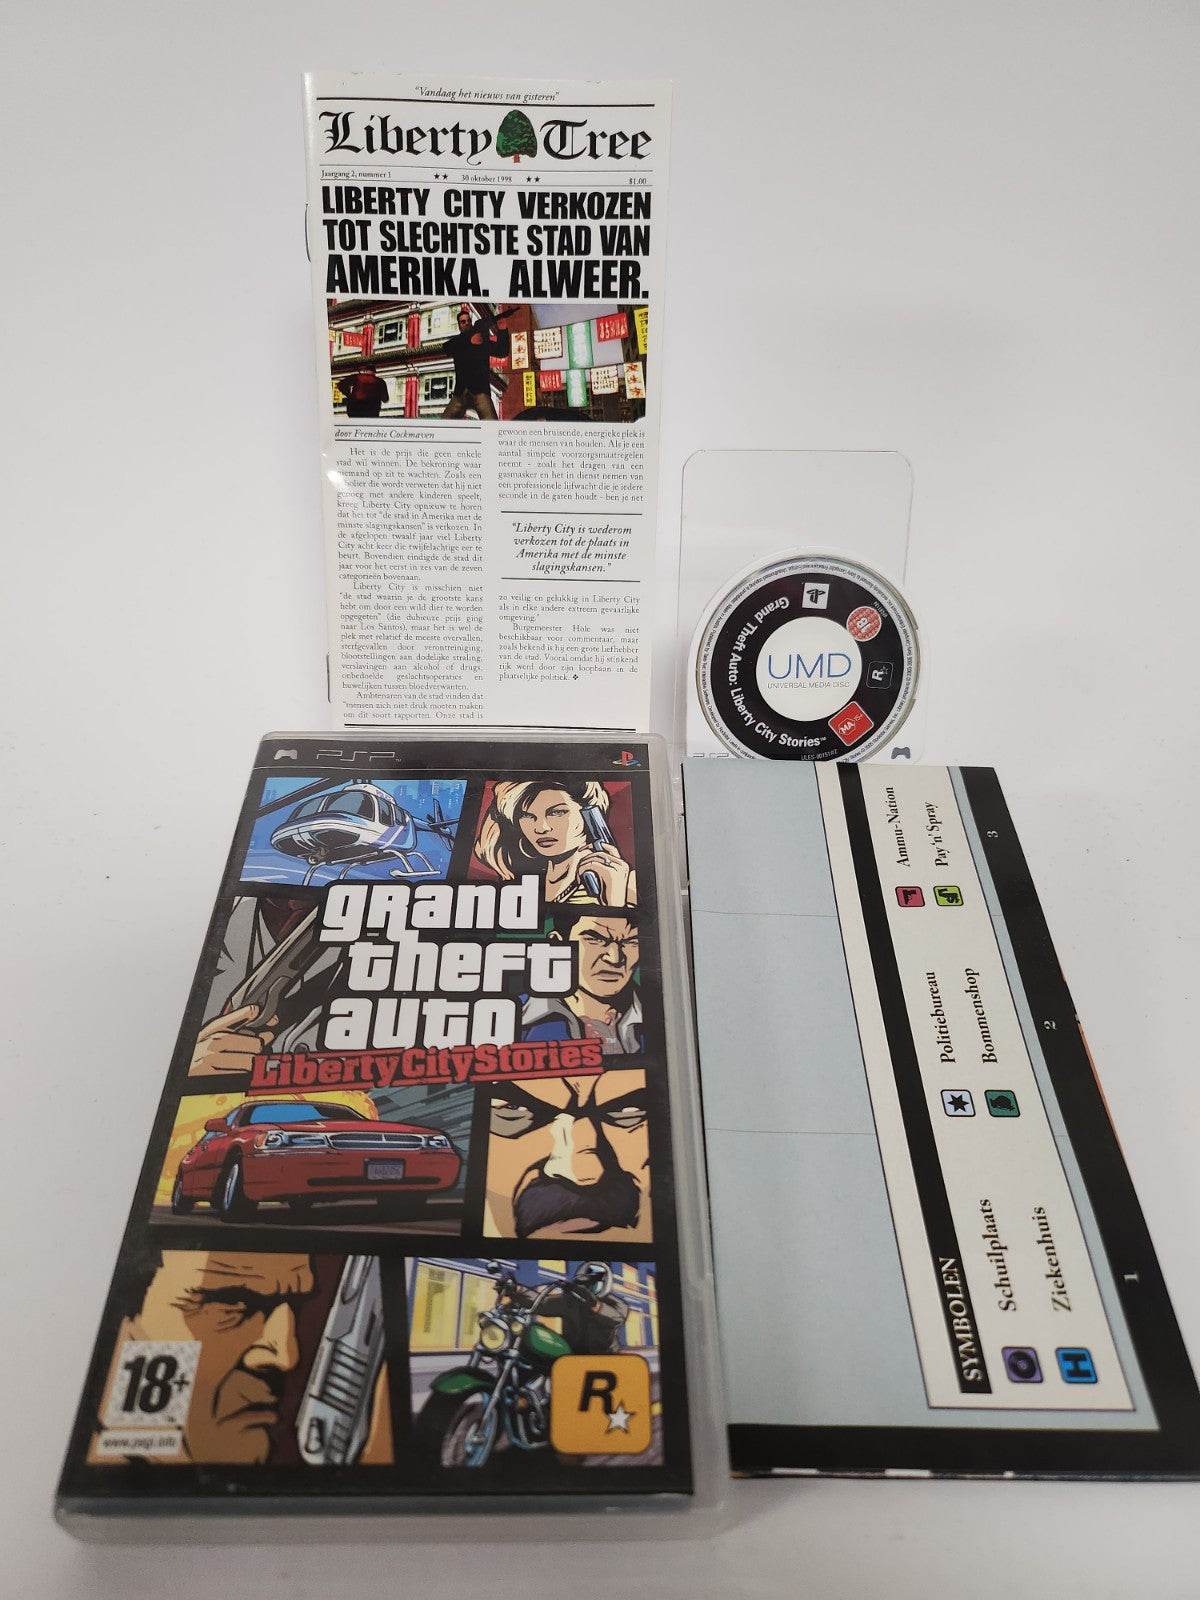 "Vandaag het nieuws van gisteren"
Liberty Tree
Jaargang 2, nummer 1 ★★ 30 oktober 1998 ★★ $1.00
LIBERTY CITY VERKOZEN
TOT SLECHTSTE STAD VAN
AMERIKA. ALWEER.
door Frenchie Cockmaven
Het is de prijs die geen enkele
stad wil winnen. De bekroning waar
niemand op zit te wachten. Zoals een
die wordt verweten dat hij niet
genoeg met andere kinderen speelt,
kreeg Liberty City opnieuw te horen
dat het tot "de stad in Amerika met de
minste slagingskansen" is verkozen. In
de afgelopen twaalf jaar viel Liberty
City acht keer die twijfelachtige eer te
beurt. Bovendien eindigde de stad dit
jaar voor het eerst in zes van de zeven
categorieën bovenaan.
Liberty City is misschien niet
"de stad waarin je de grootste kans
hebt om door een wild dier te worden
opgegeten" (die dubieuze prijs ging
naar Los Santos), maar het is wel de
plek met relatief de meeste overvallen,
sterfgevallen door verontreiniging,
blootstellingen aan dodelijke straling,
verslavingen aan alcohol of drugs,
onbedoelde geslachtsoperaties en
huwelijken tussen bloedverwanten.
Ambtenaren van de stad vinden dat
"mensen zich niet druk moeten maken
om dit soort rapporten. Onze stad is
gewoon een bruisende, energieke plek
waar de mensen van houden. Als je een
aantal simpele voorzorgsmaatregelen
neemt - zoals het dragen van een
gasmasker en het in dienst nemen van
een professionele lijfwacht die je iedere
seconde in de gaten houdt - ben je net
"Liberty City is wederom
verkozen tot de plaats in
Amerika met de minste
slagingskansen."
zo veilig en gelukkig in Liberty City
als in elke andere extreem gevaarlijke
omgeving."
Burgemeester Hole was niet
beschikbaar voor commentaar, maar
zoals bekend is hij een grote liefhebber
van de stad. Vooral omdat hij stinkend
rijk werd door zijn loopbaan in de
plaatselijke politiek. ❖
Grand Theft Auto: Liberty City Stories™
UMD
UNIVERSAL MEDIA DISC
18
R★
MA 15+
PSP
PSP™
grand
theft
auto™
Liberty City Stories
18+
www.pegi.info
R★
SYMBOLEN
Schuilplaats
Ziekenhuis
H
Politiebureau
Bommenshop
Ammu-Nation
Pay'n'Spray
1
2
3